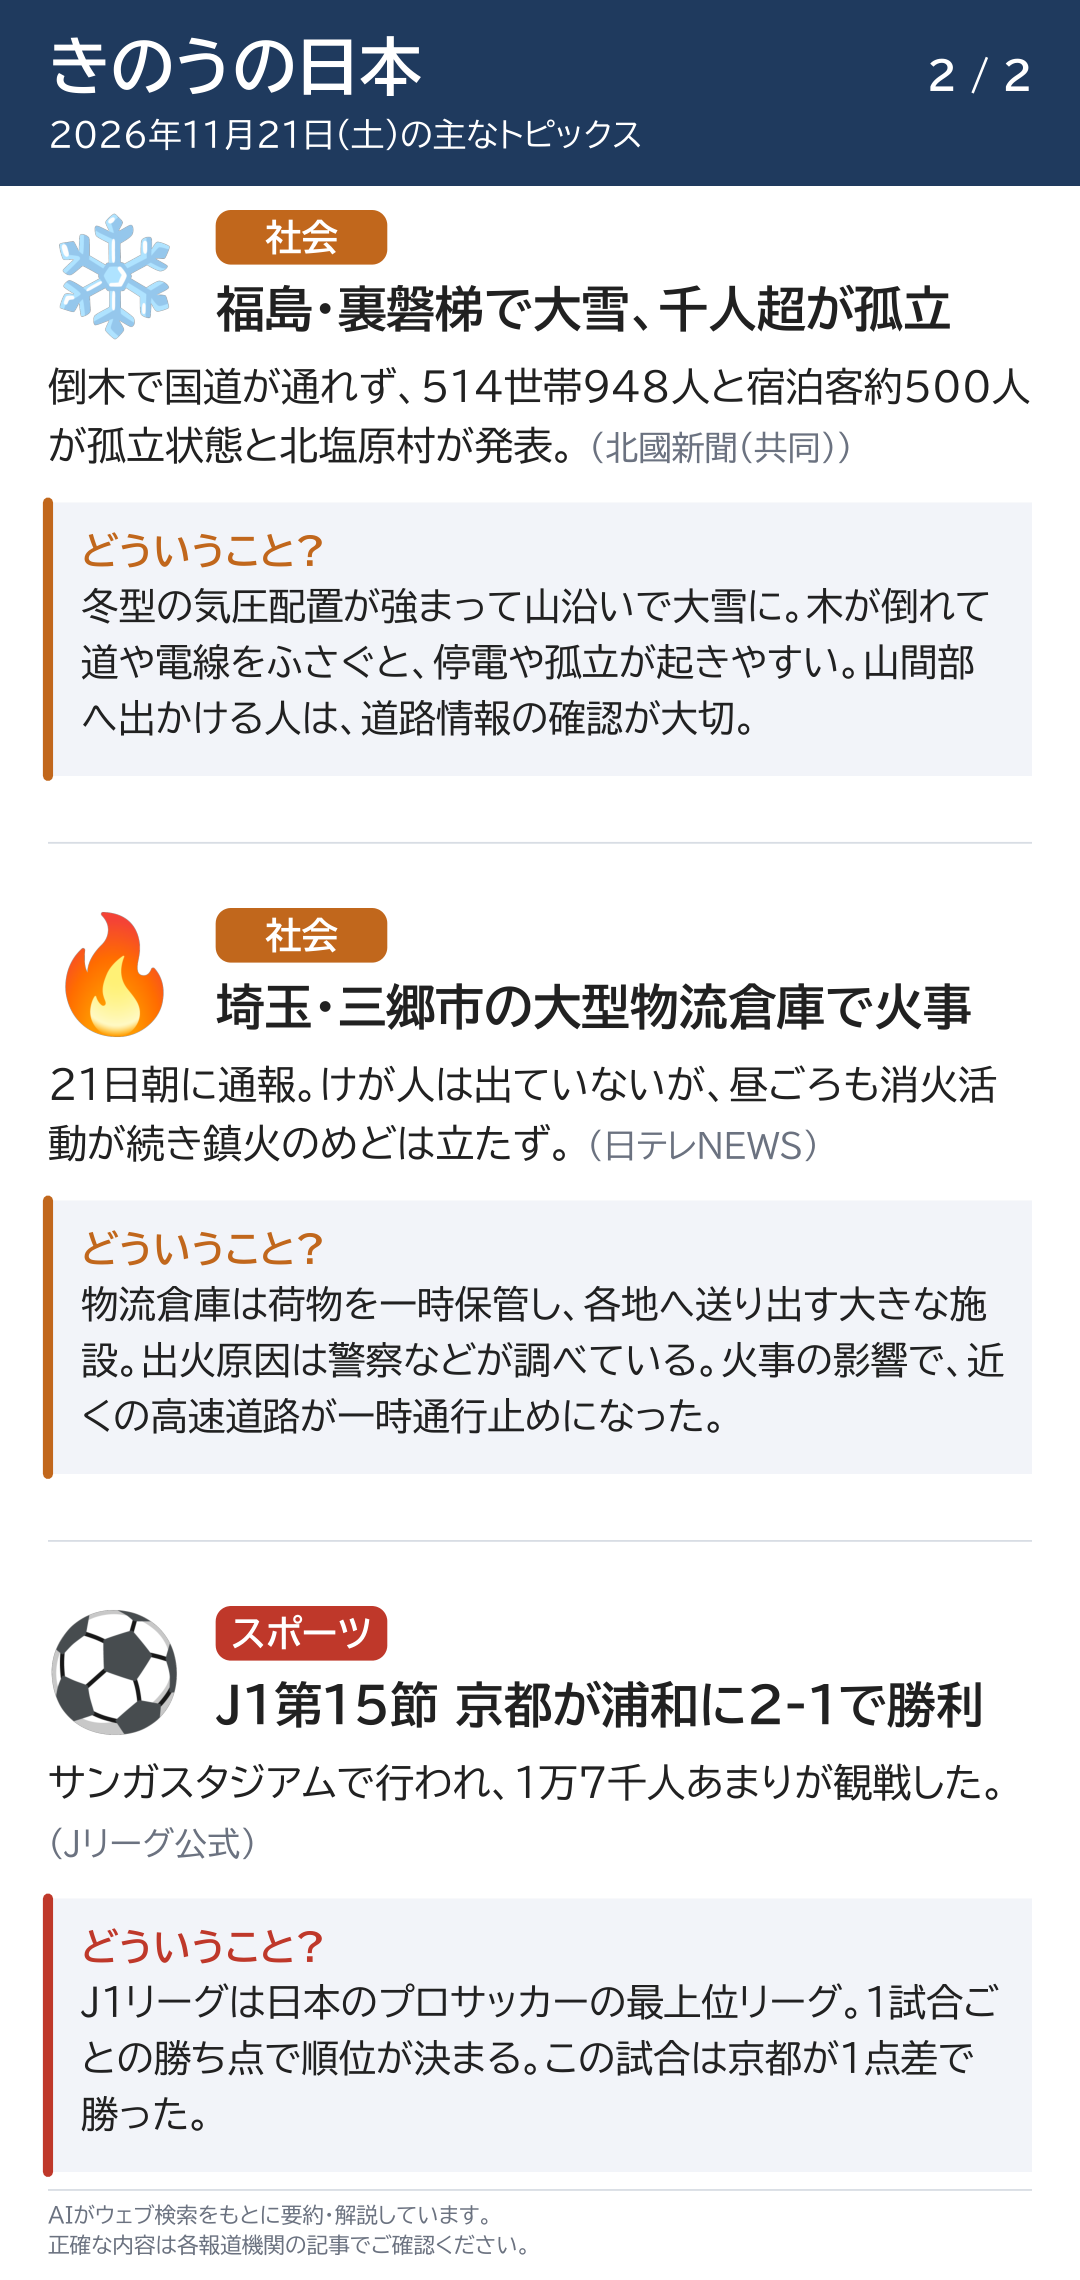 きのうの日本
2 / 2
2026年11月21日(土)の主なトピックス
社会
福島・裏磐梯で大雪、千人超が孤立
倒木で国道が通れず、514世帯948人と宿泊客約500人
が孤立状態と北塩原村が発表。(北國新聞(共同))
どういうこと?
冬型の気圧配置が強まって山沿いで大雪に。木が倒れて
道や電線をふさぐと、停電や孤立が起きやすい。山間部
へ出かける人は、道路情報の確認が大切。
社会
埼玉・三郷市の大型物流倉庫で火事
21日朝に通報。けが人は出ていないが、昼ごろも消火活
動が続き鎮火のめどは立たず。(日テレNEWS)
どういうこと?
物流倉庫は荷物を一時保管し、各地へ送り出す大きな施
設。出火原因は警察などが調べている。火事の影響で、近
くの高速道路が一時通行止めになった。
スポーツ
J1第15節 京都が浦和に2-1で勝利
サンガスタジアムで行われ、1万7千人あまりが観戦した。
(Jリーグ公式)
どういうこと?
J1リーグは日本のプロサッカーの最上位リーグ。1試合ご
との勝ち点で順位が決まる。この試合は京都が1点差で
勝った。
AIがウェブ検索をもとに要約・解説しています。
正確な内容は各報道機関の記事でご確認ください。